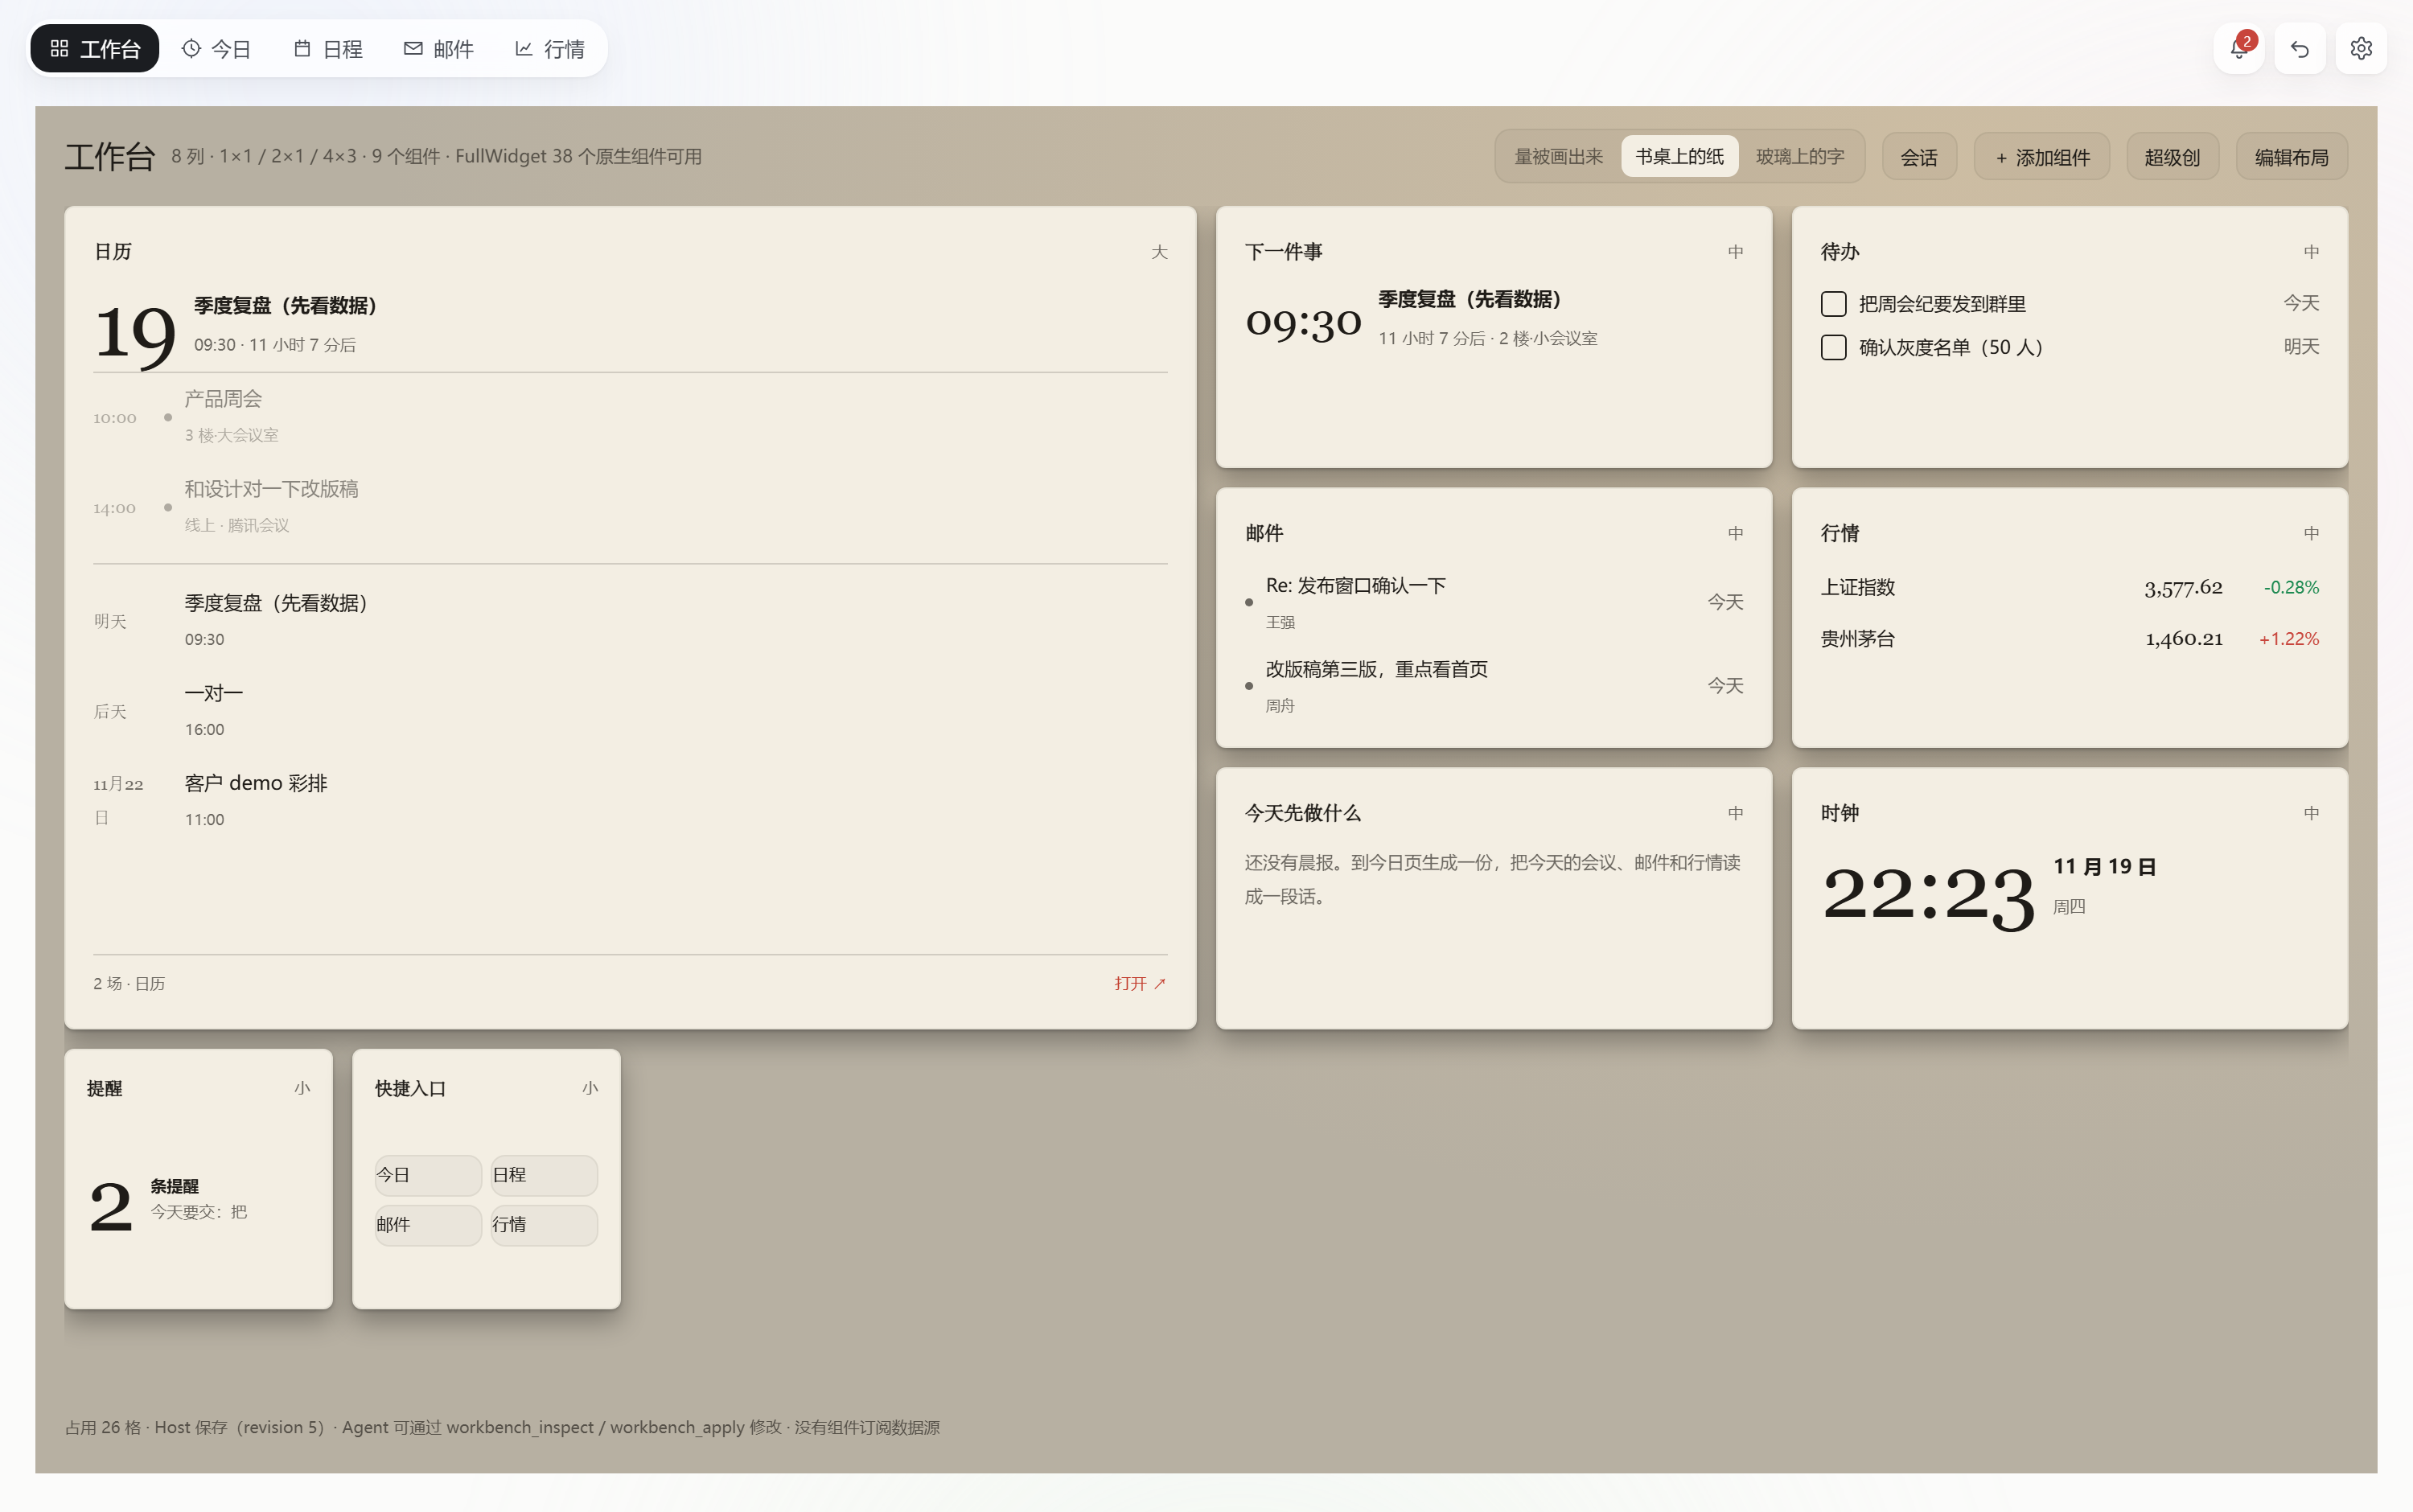 工作台
今日
日程
邮件
行情
2
工作台
8 列 · 1×1 / 2×1 / 4×3 · 9 个组件 · FullWidget 38 个原生组件可用
量被画出来
书桌上的纸
玻璃上的字
会话
+ 添加组件
超级创
编辑布局
日历
大
19
季度复盘（先看数据）
09:30 · 11 小时 7 分后
10:00
产品周会
3 楼·大会议室
14:00
和设计对一下改版稿
线上 · 腾讯会议
明天
季度复盘（先看数据）
09:30
后天
一对一
16:00
11月22
日
客户 demo 彩排
11:00
2 场 · 日历
打开 ↗
下一件事
中
09:30
季度复盘（先看数据）
11 小时 7 分后 · 2 楼·小会议室
待办
中
把周会纪要发到群里
今天
确认灰度名单（50 人）
明天
邮件
中
Re: 发布窗口确认一下
王强
今天
改版稿第三版，重点看首页
周舟
今天
行情
中
上证指数
3,577.62
-0.28%
贵州茅台
1,460.21
+1.22%
今天先做什么
中
还没有晨报。到今日页生成一份，把今天的会议、邮件和行情读
成一段话。
时钟
中
22:23
11 月 19 日
周四
提醒
小
2
条提醒
今天要交：把
快捷入口
小
今日
日程
邮件
行情
占用 26 格 · Host 保存（revision 5）· Agent 可通过 workbench_inspect / workbench_apply 修改 · 没有组件订阅数据源